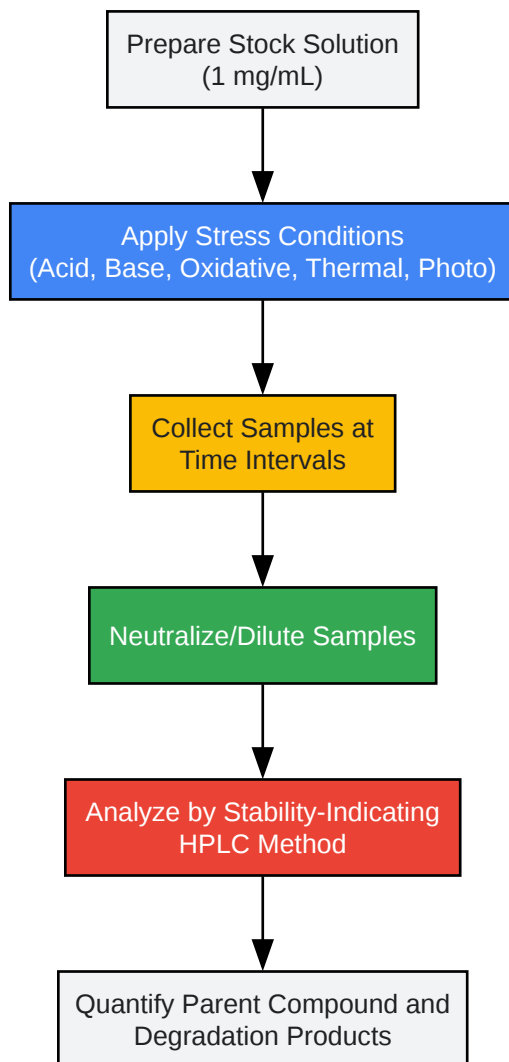 Prepare Stock Solution
(1 mg/mL)
Apply Stress Conditions
(Acid, Base, Oxidative, Thermal, Photo)
Collect Samples at
Time Intervals
Neutralize/Dilute Samples
Analyze by Stability-Indicating
HPLC Method
Quantify Parent Compound and
Degradation Products